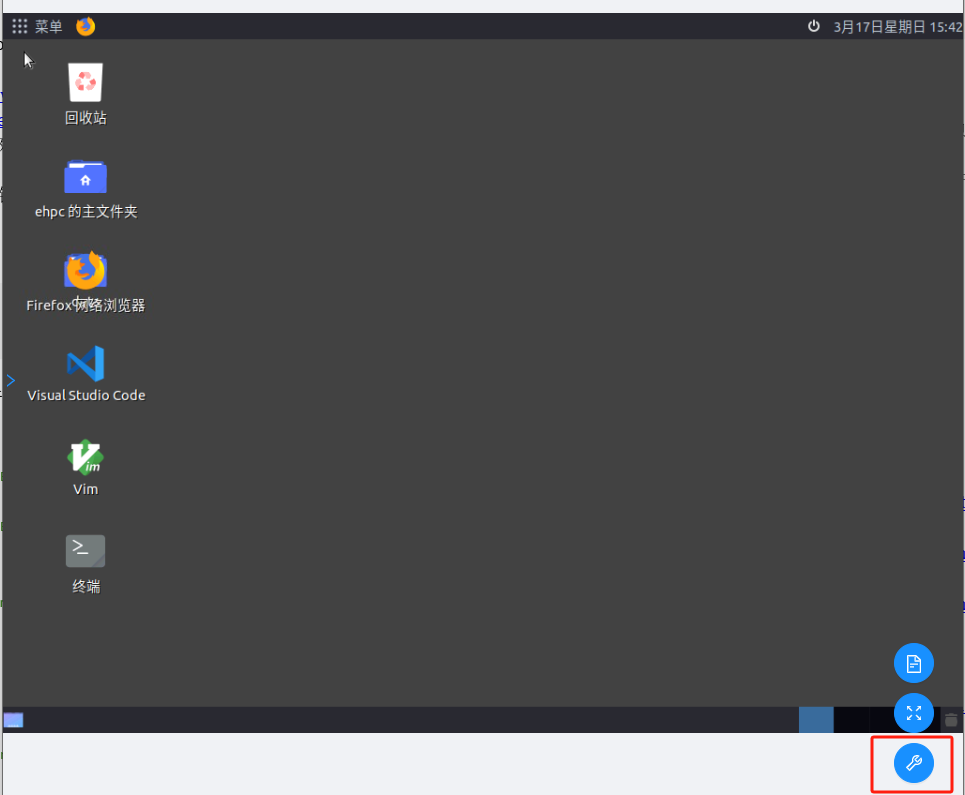 菜单
3月17日星期日 15:42
回收站
ehpc 的主文件夹
Firefox 网络浏览器
Visual Studio Code
Vim
终端